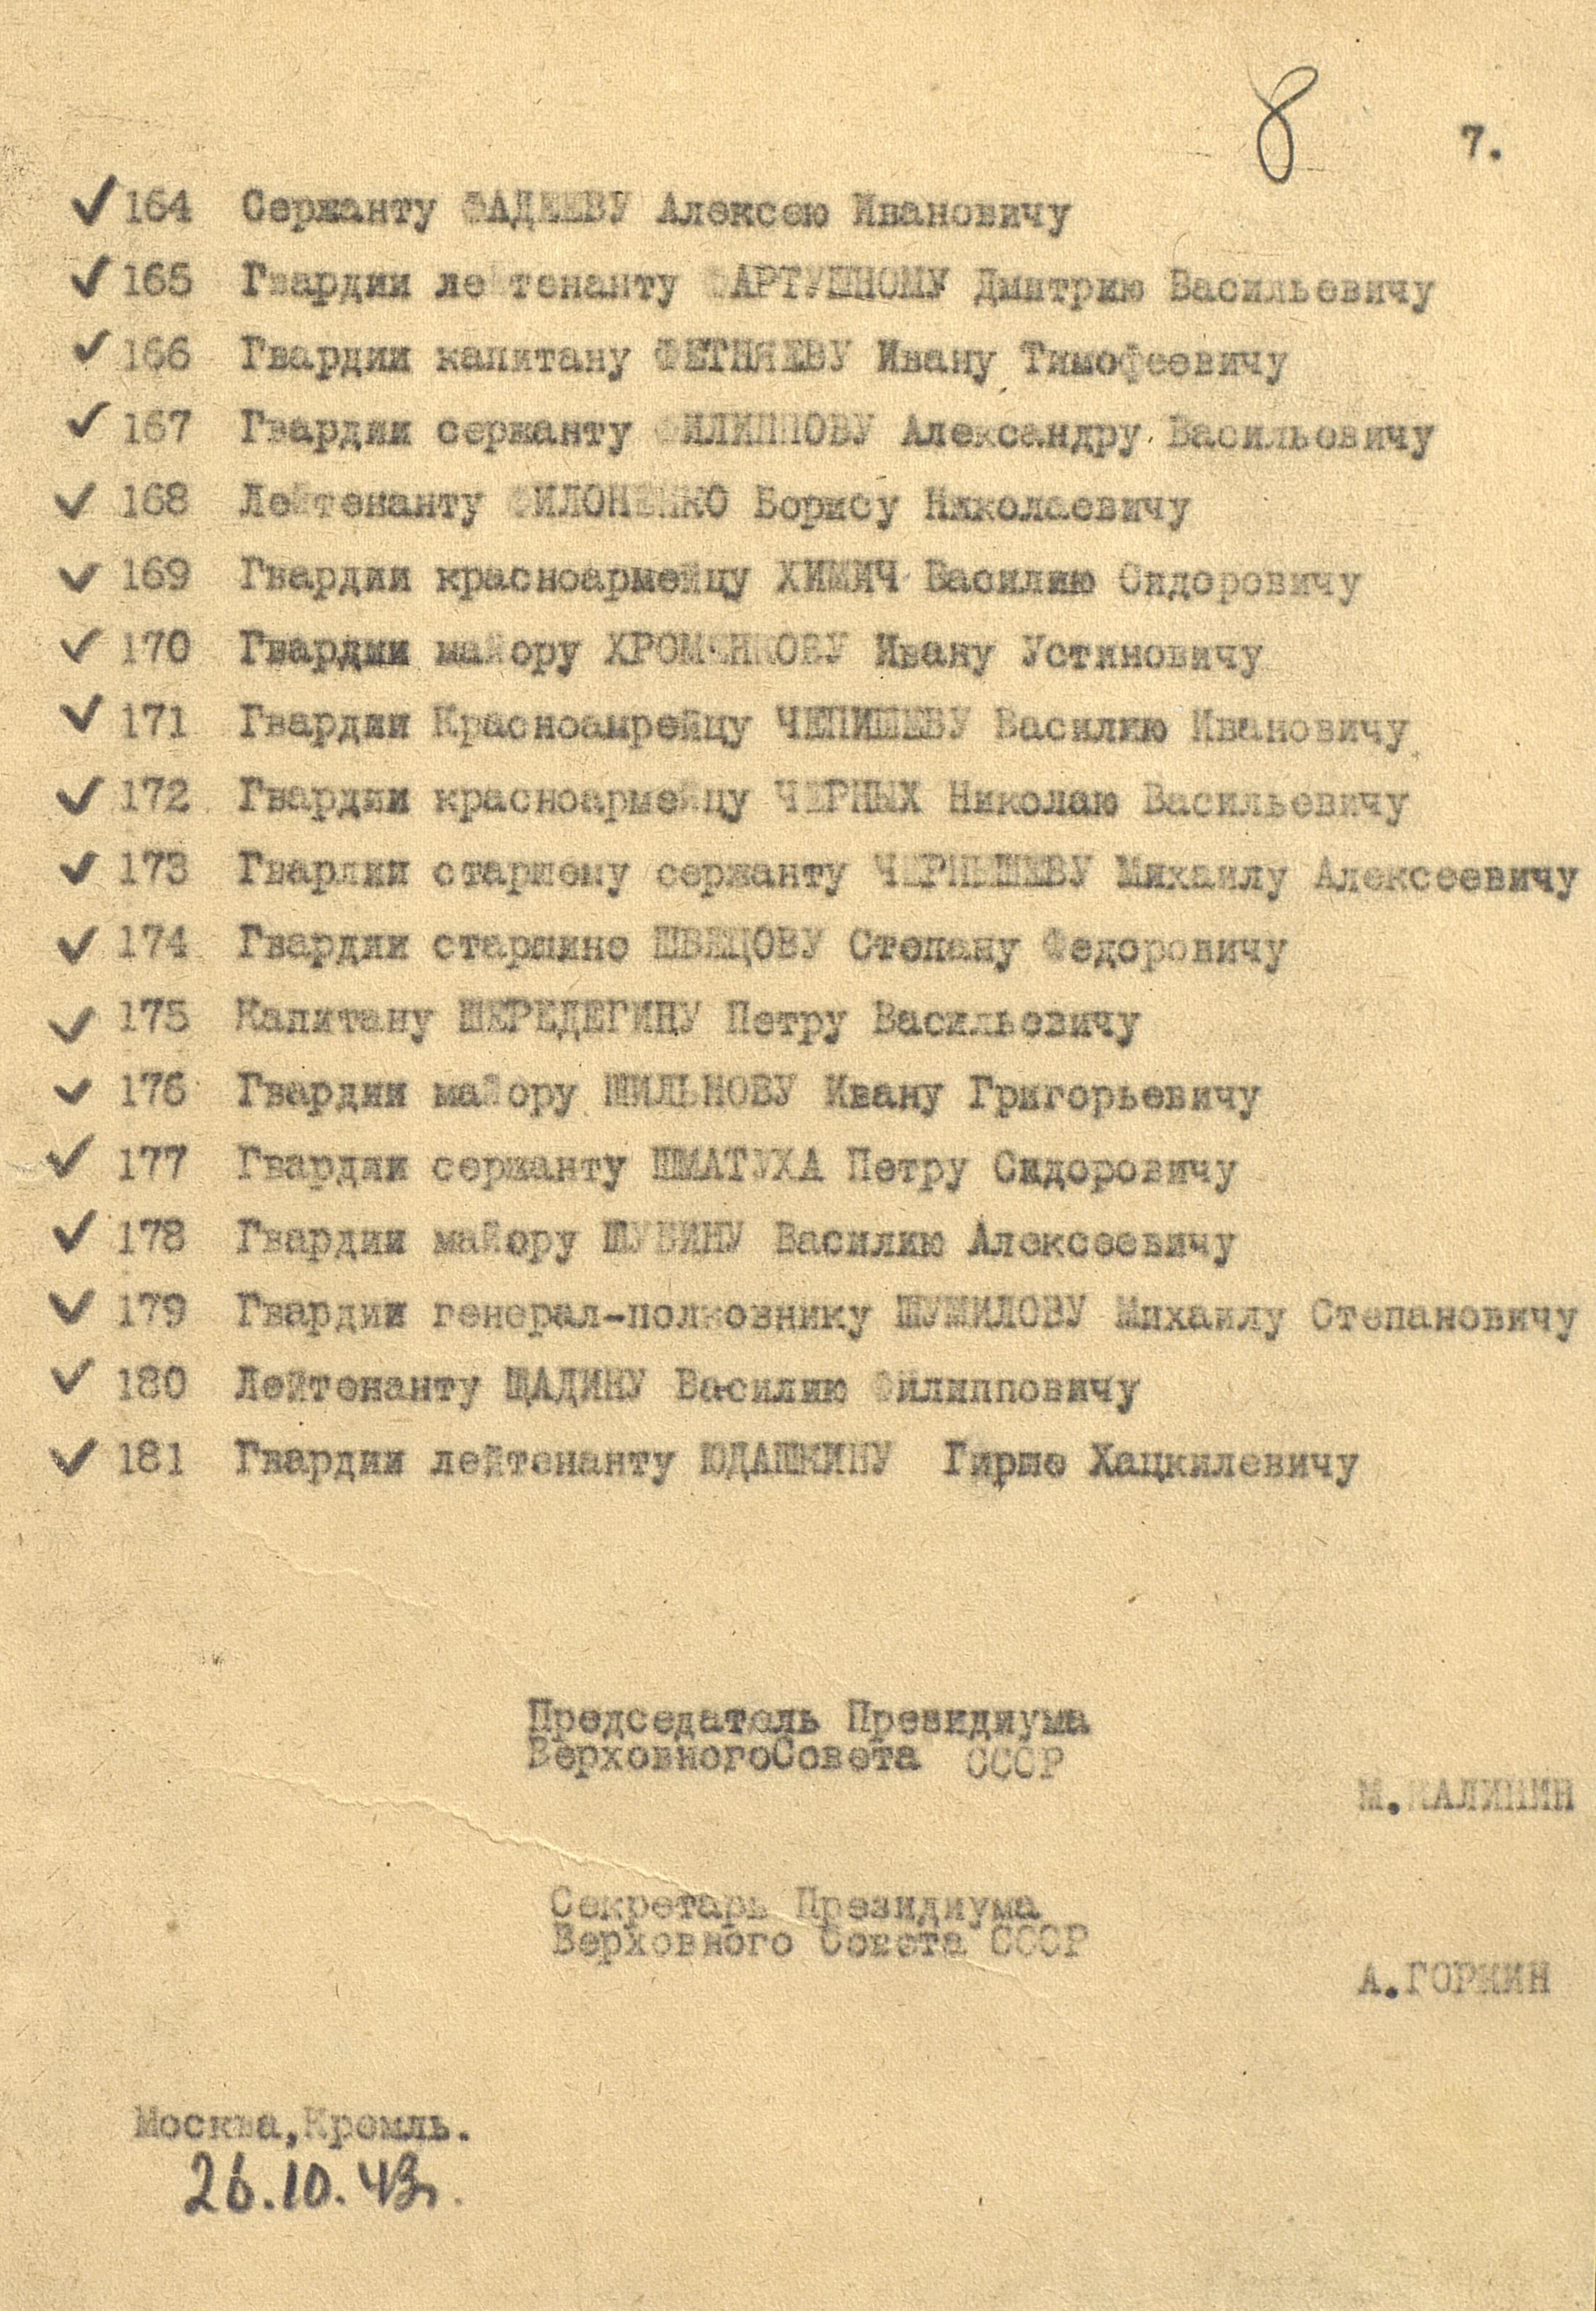 8
7.
164 Сержанту ФАДЕЕВУ Алексею Ивановичу
165 Гвардии лейтенанту ФАРТУШНОМУ Дмитрию Васильевичу
166 Гвардии капитану ФЕТНЯЕВУ Ивану Тимофеевичу
167 Гвардии сержанту ФИЛИППОВУ Александру Васильовичу
168 Лейтенанту ФИЛОНЕНКО Борису Николаевичу
169 Гвардии красноармейцу ХИМИЧ Василию Сидоровичу
170 Гвардии майору ХРОМЕНКОВУ Ивану Устиновичу
171 Гвардии Красноамрейцу ЧЕПИШЕВУ Василию Ивановичу
172 Гвардии красноармейцу ЧЕРНЫХ Николаю Васильевичу
173 Гвардии старшему сержанту ЧЕРНЫШЕВУ Михаилу Алексеевичу
174 Гвардии старшине ШВЕЦОВУ Степану Федоровичу
175 Капитану ШЕРЕДЕГИНУ Петру Васильевичу
176 Гвардии майору ШИЛЬНОВУ Ивану Григорьевичу
177 Гвардии сержанту ШМАТУХА Петру Сидоровичу
178 Гвардии майору ШУБИНУ Василию Алексеевичу
179 Гвардии генерал-полковнику ШУМИЛОВУ Михаилу Степановичу
180 Лейтенанту ЩАДИНУ Василию Филипповичу
181 Гвардии лейтенанту ЮДАШКИНУ Гирше Хацкилевичу
Председатель Президиума
ВерховногоСовета СССР
М.КАЛИНИН
Секретарь Президиума
Верховного Совета СССР
А.ГОРКИН
Москва,Кремль.
26.10.43г.